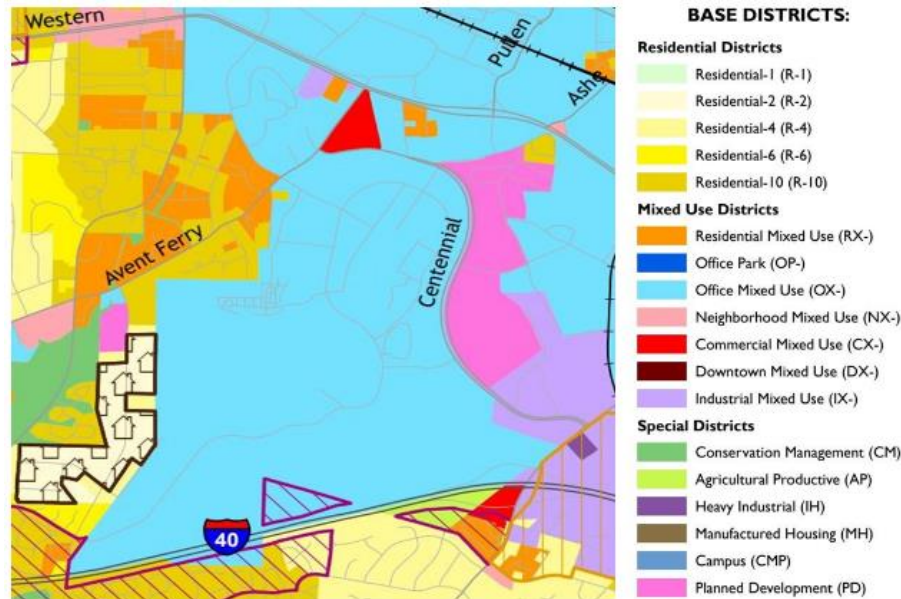 Western
Pullen
Ashe
Avent Ferry
Centennial
40
BASE DISTRICTS:
Residential Districts
Residential-1 (R-1)
Residential-2 (R-2)
Residential-4 (R-4)
Residential-6 (R-6)
Residential-10 (R-10)
Mixed Use Districts
Residential Mixed Use (RX-)
Office Park (OP-)
Office Mixed Use (OX-)
Neighborhood Mixed Use (NX-)
Commercial Mixed Use (CX-)
Downtown Mixed Use (DX-)
Industrial Mixed Use (IX-)
Special Districts
Conservation Management (CM)
Agricultural Productive (AP)
Heavy Industrial (IH)
Manufactured Housing (MH)
Campus (CMP)
Planned Development (PD)